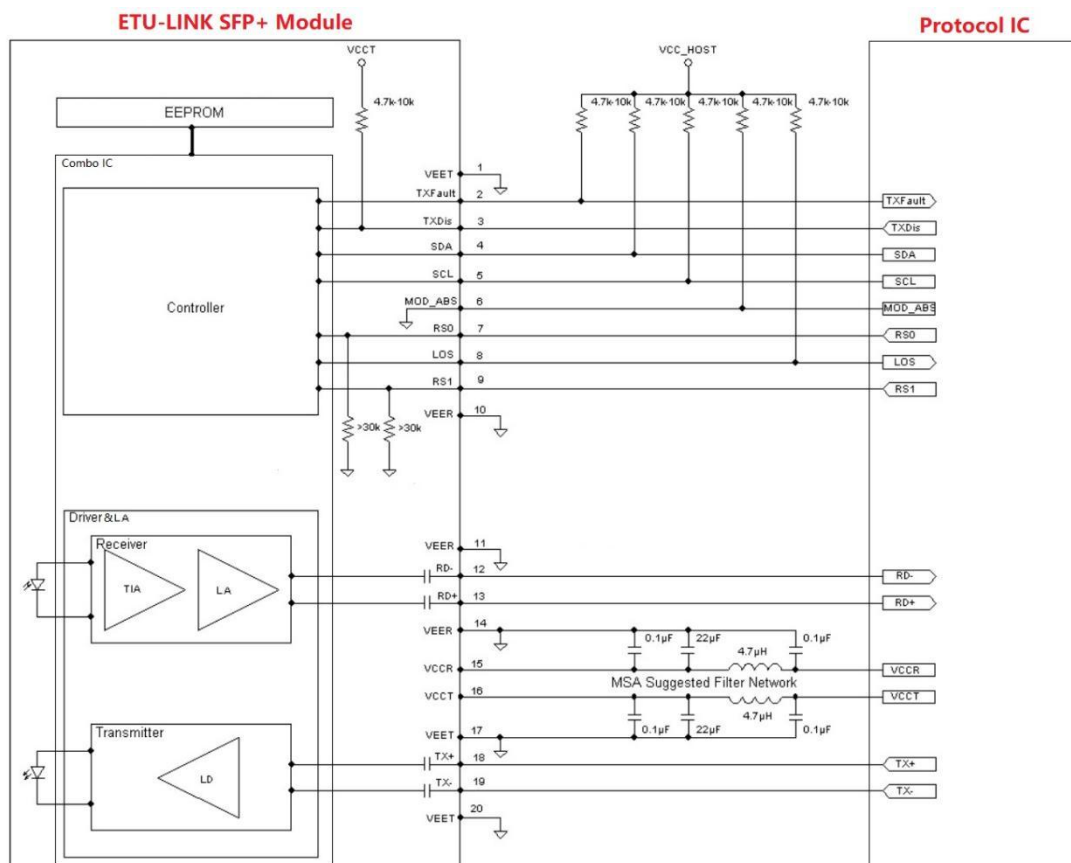 ETU-LINK SFP+ Module
Protocol IC
VCCT
VCC_HOST
4.7k-10k
4.7k-10k
4.7k-10k
4.7k-10k
4.7k-10k
4.7k-10k
EEPROM
Combo IC
VEET
1
TXFault
2
TXFault
TXDis
3
TXDis
SDA
4
SDA
SCL
5
SCL
Controller
MOD_ABS
6
MOD_ABS
RS0
7
RS0
LOS
8
LOS
RS1
9
RS1
VEER
10
>30k
>30k
Driver&LA
Receiver
TIA
LA
VEER
11
RD-
12
RD-
RD+
13
RD+
VEER
14
0.1µF
22µF
4.7µH
0.1µF
VCCR
15
VCCR
MSA Suggested Filter Network
VCCT
16
VCCT
0.1µF
22µF
4.7µH
0.1µF
VEET
17
Transmitter
LD
TX+
18
TX+
TX-
19
TX-
VEET
20